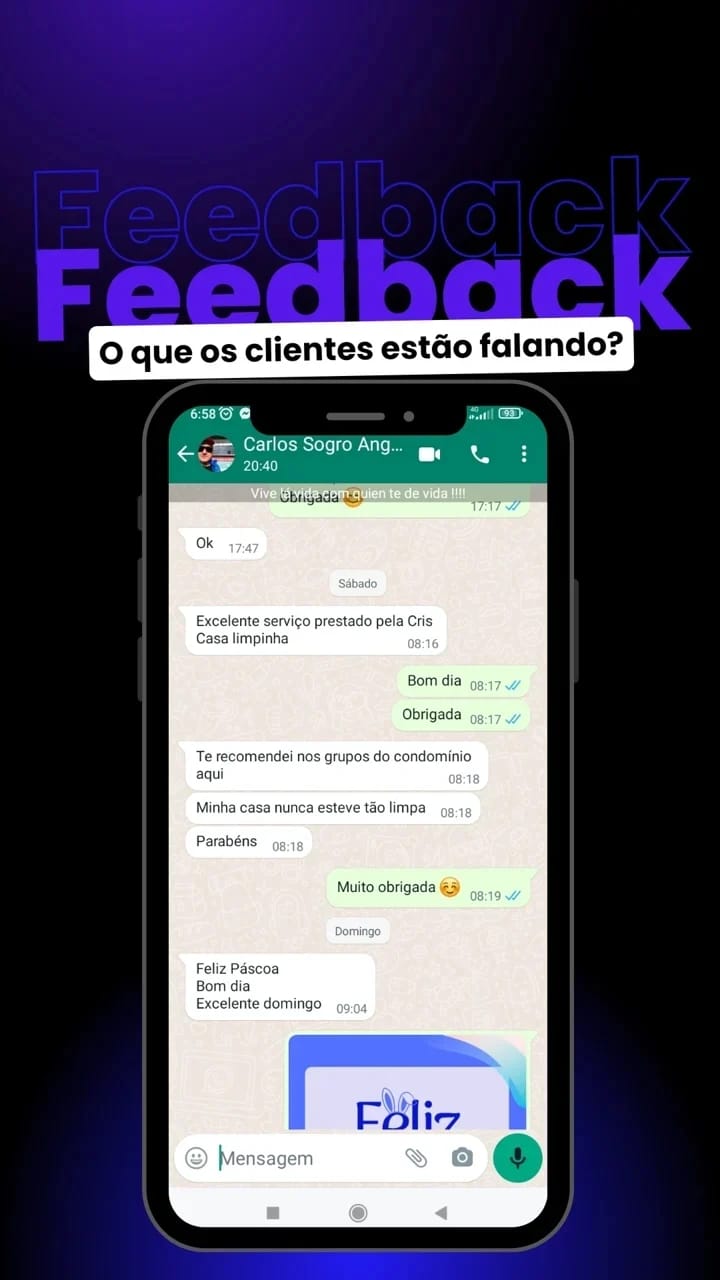 Feedback
Feedback
O que os clientes estão falando?
6:58
4G
93
Carlos Sogro Ang...
20:40
Vive la vida com quien te de vida !!!!
Obrigada 😊 17:17
Ok 17:47
Sábado
Excelente serviço prestado pela Cris
Casa limpinha 08:16
Bom dia 08:17
Obrigada 08:17
Te recomendei nos grupos do condomínio
aqui 08:18
Minha casa nunca esteve tão limpa 08:18
Parabéns 08:18
Muito obrigada ☺️ 08:19
Domingo
Feliz Páscoa
Bom dia
Excelente domingo 09:04
Feliz
Mensagem